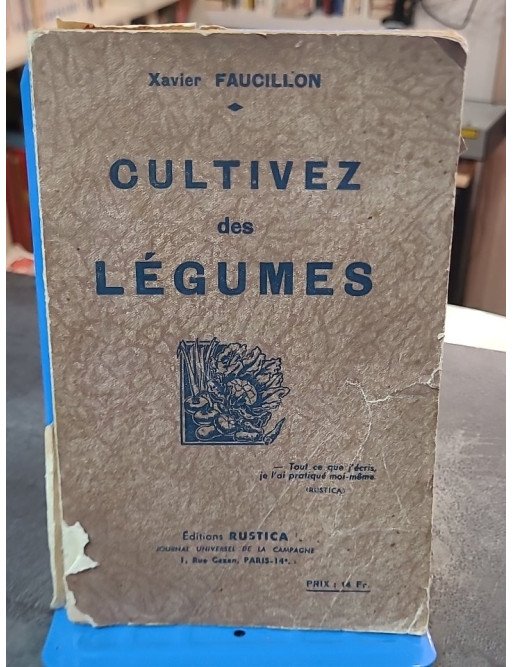 Xavier FAUCILLON
CULTIVEZ
des
LÉGUMES
— Tout ce que j'écris,
je l'ai pratiqué moi-même.
(RUSTICA)
Éditions RUSTICA
JOURNAL UNIVERSEL DE LA CAMPAGNE
1, Rue Gazan, PARIS-14e.
PRIX : 14 Fr.